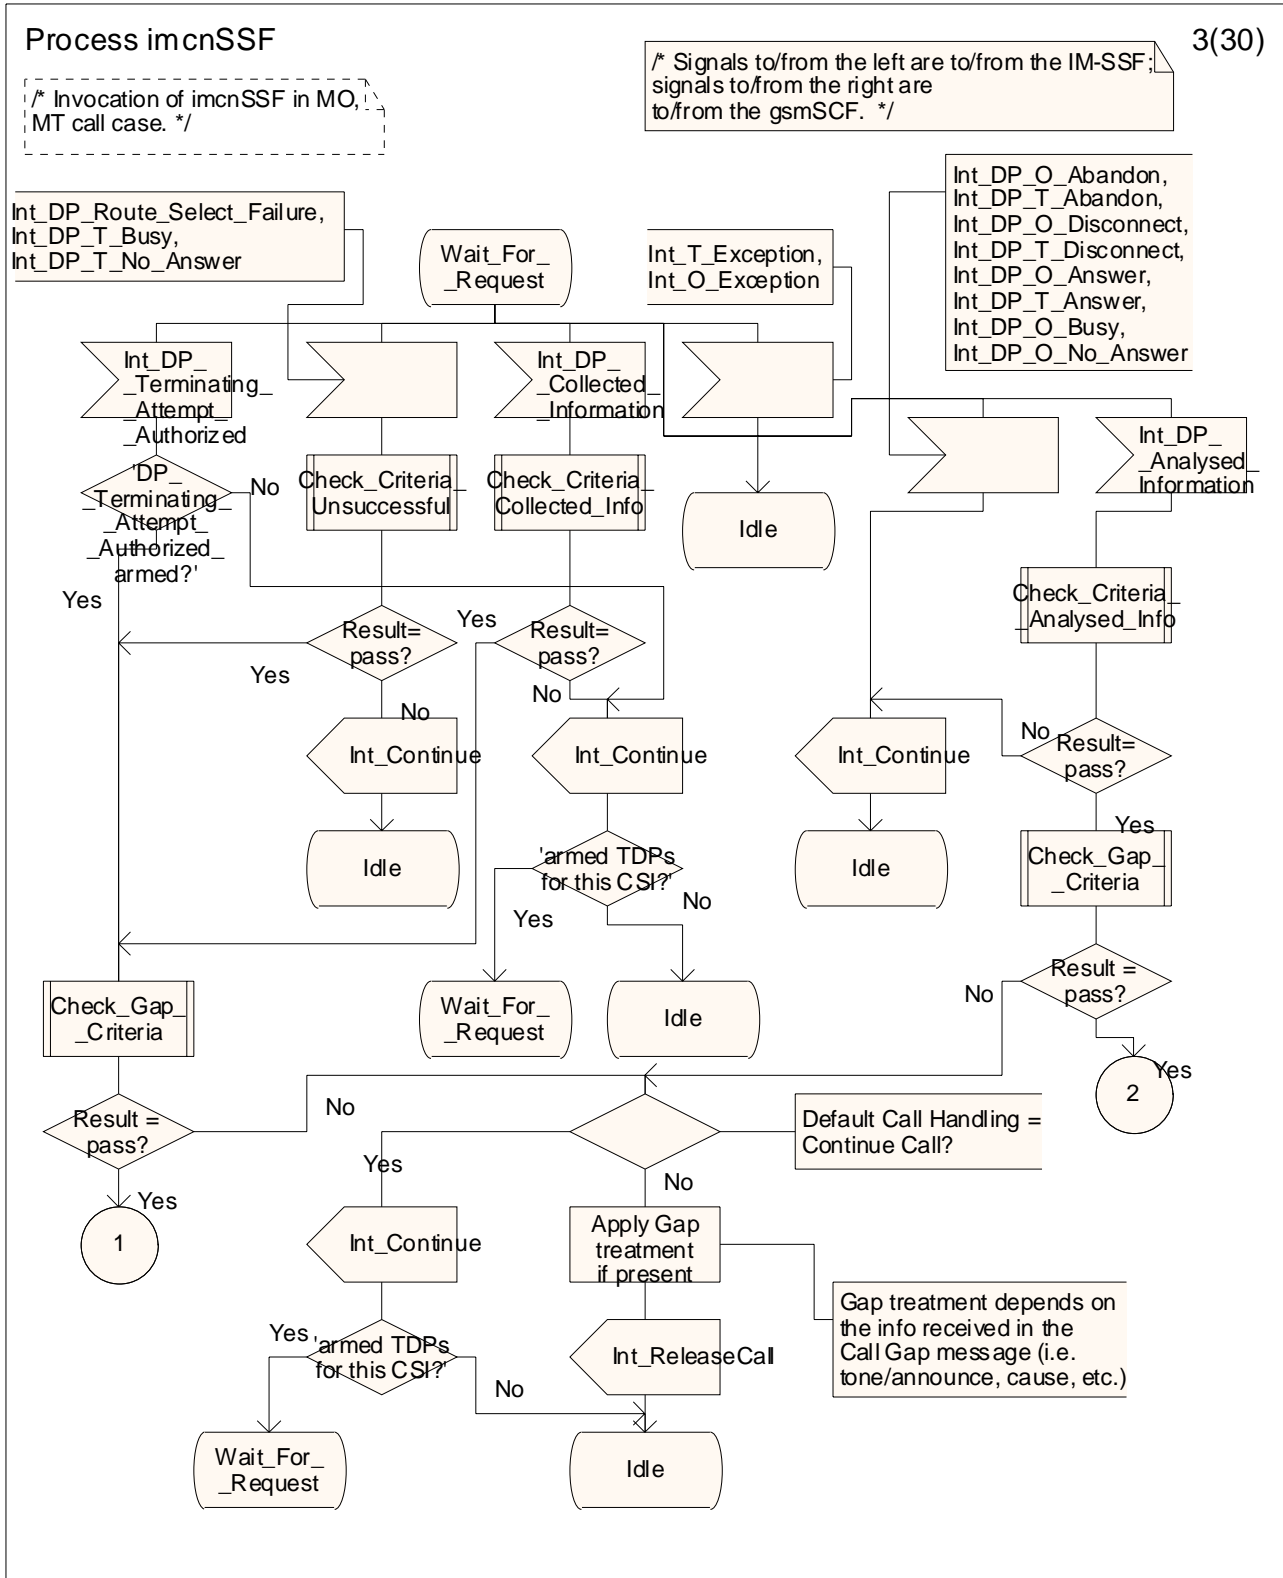 Process imcnSSF
3(30)
/* Invocation of imcnSSF in MO,
MT call case. */
/* Signals to/from the left are to/from the IM-SSF;
signals to/from the right are
to/from the gsmSCF. */
Int_DP_Route_Select_Failure,
Int_DP_T_Busy,
Int_DP_T_No_Answer
Wait_For_
_Request
Int_T_Exception,
Int_O_Exception
Int_DP_O_Abandon,
Int_DP_T_Abandon,
Int_DP_O_Disconnect,
Int_DP_T_Disconnect,
Int_DP_O_Answer,
Int_DP_T_Answer,
Int_DP_O_Busy,
Int_DP_O_No_Answer
Int_DP_
_Terminating_
_Attempt_
_Authorized
Int_DP_
_Collected_
_Information
Int_DP_
_Analysed_
Information
'DP_
_Terminating_
_Attempt_
_Authorized_
armed?'
No
Yes
Check_Criteria_
Unsuccessful
Check_Criteria_
Collected_Info
Idle
Check_Criteria_
_Analysed_Info
Result=
pass?
Yes
No
Yes
Result=
pass?
No
Int_Continue
Int_Continue
Int_Continue
No
Result=
pass?
Yes
Idle
'armed TDPs
for this CSI?'
Yes
No
Idle
Check_Gap_
_Criteria
Wait_For_
_Request
Idle
No
Result =
pass?
Yes
2
Check_Gap_
_Criteria
Result =
pass?
No
Yes
1
Default Call Handling =
Continue Call?
Yes
No
Int_Continue
Apply Gap
treatment
if present
Gap treatment depends on
the info received in the
Call Gap message (i.e.
tone/announce, cause, etc.)
Yes
'armed TDPs
for this CSI?'
No
Int_ReleaseCall
Wait_For_
_Request
Idle